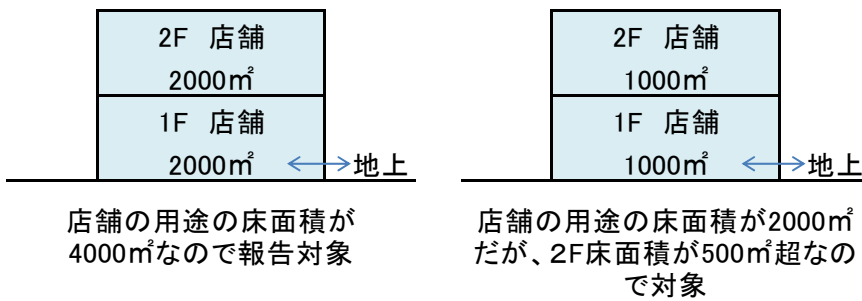 2F 店舗
2000㎡
1F 店舗
2000㎡
地上
店舗の用途の床面積が
4000㎡なので報告対象
2F 店舗
1000㎡
1F 店舗
1000㎡
地上
店舗の用途の床面積が2000㎡
だが、２F床面積が500㎡超なの
で対象